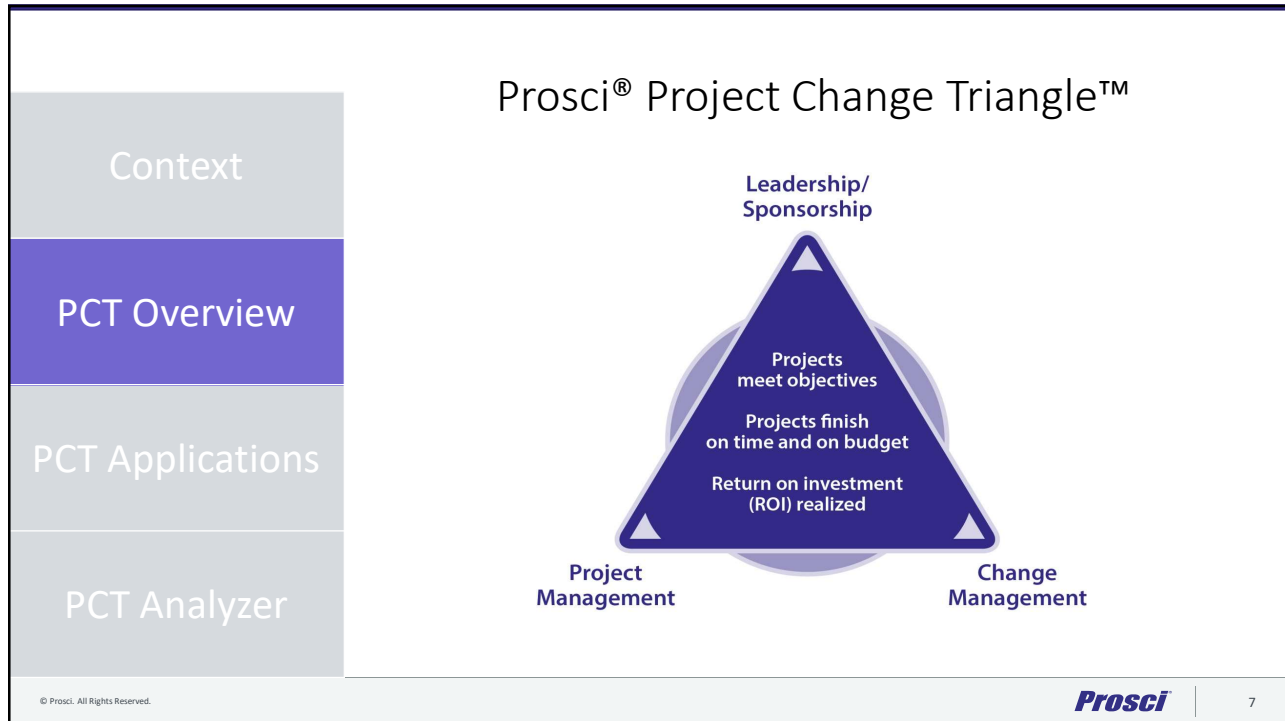 Prosci® Project Change Triangle™
Context
PCT Overview
PCT Applications
PCT Analyzer
Leadership/
Sponsorship
Projects
meet objectives
Projects finish
on time and on budget
Return on investment
(ROI) realized
Project
Management
Change
Management
© Prosci. All Rights Reserved.
Prosci
7